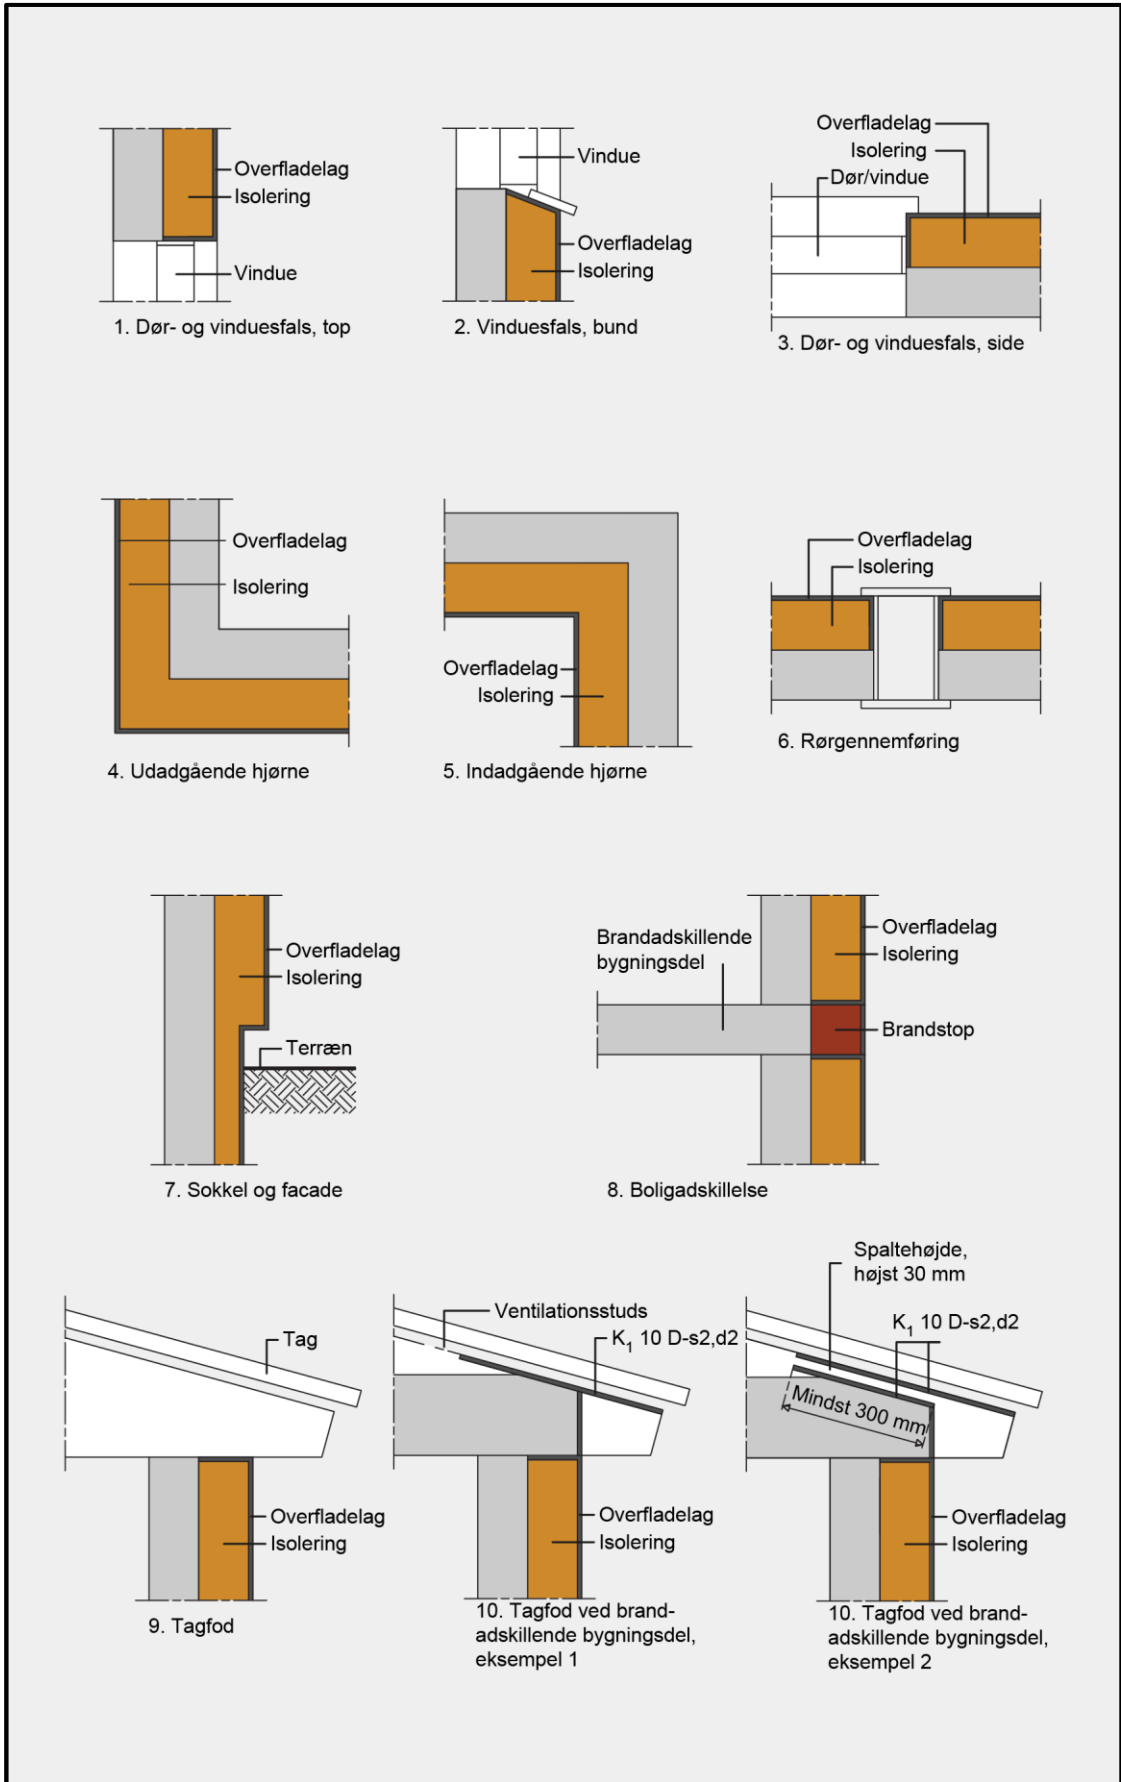 Overfladelag
Isolering
Vindue
1. Dør- og vinduesfals, top
Vindue
Overfladelag
Isolering
2. Vinduesfals, bund
Overfladelag
Isolering
Dør/vindue
3. Dør- og vinduesfals, side
Overfladelag
Isolering
4. Udadgående hjørne
Overfladelag
Isolering
5. Indadgående hjørne
Overfladelag
Isolering
6. Rørgennemføring
Overfladelag
Isolering
Terræn
7. Sokkel og facade
Brandadskillende
bygningsdel
Overfladelag
Isolering
Brandstop
8. Boligadskillelse
Tag
Overfladelag
Isolering
9. Tagfod
Ventilationsstuds
K₁ 10 D-s2,d2
Overfladelag
Isolering
10. Tagfod ved brand-
adskillende bygningsdel,
eksempel 1
Spaltehøjde,
højst 30 mm
K₁ 10 D-s2,d2
Mindst 300 mm
Overfladelag
Isolering
10. Tagfod ved brand-
adskillende bygningsdel,
eksempel 2